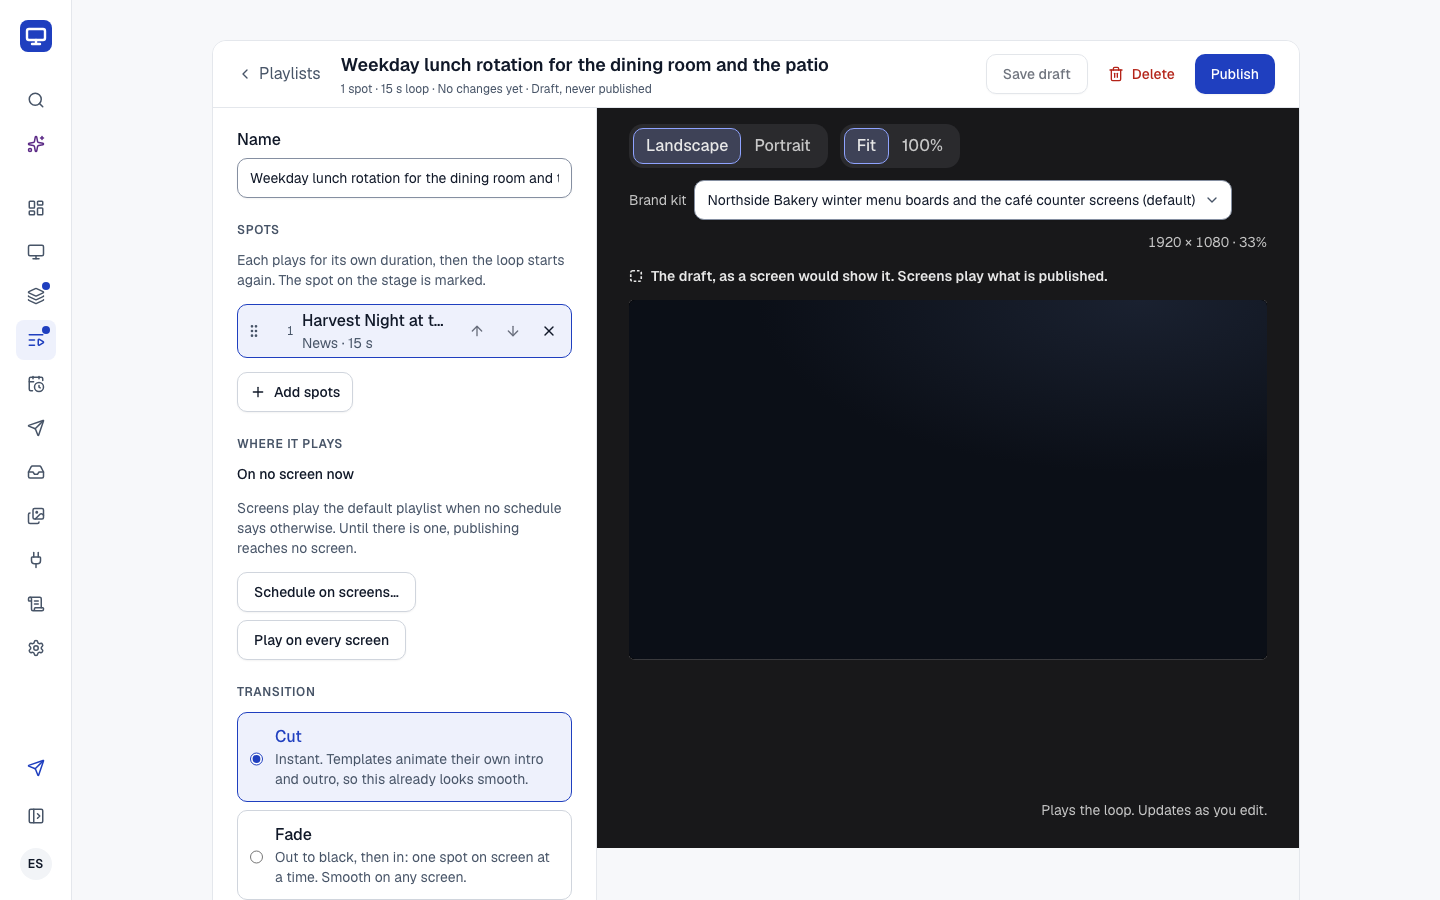 Playlists
Weekday lunch rotation for the dining room and the patio
1 spot · 15 s loop · No changes yet · Draft, never published
Save draft
Delete
Publish
Name
Weekday lunch rotation for the dining room and t
SPOTS
Each plays for its own duration, then the loop starts
again. The spot on the stage is marked.
1
Harvest Night at t…
News · 15 s
Add spots
WHERE IT PLAYS
On no screen now
Screens play the default playlist when no schedule
says otherwise. Until there is one, publishing
reaches no screen.
Schedule on screens…
Play on every screen
TRANSITION
Cut
Instant. Templates animate their own intro
and outro, so this already looks smooth.
Fade
Out to black, then in: one spot on screen at
a time. Smooth on any screen.
Landscape
Portrait
Fit
100%
Brand kit
Northside Bakery winter menu boards and the café counter screens (default)
1920 × 1080 · 33%
The draft, as a screen would show it. Screens play what is published.
Plays the loop. Updates as you edit.
ES